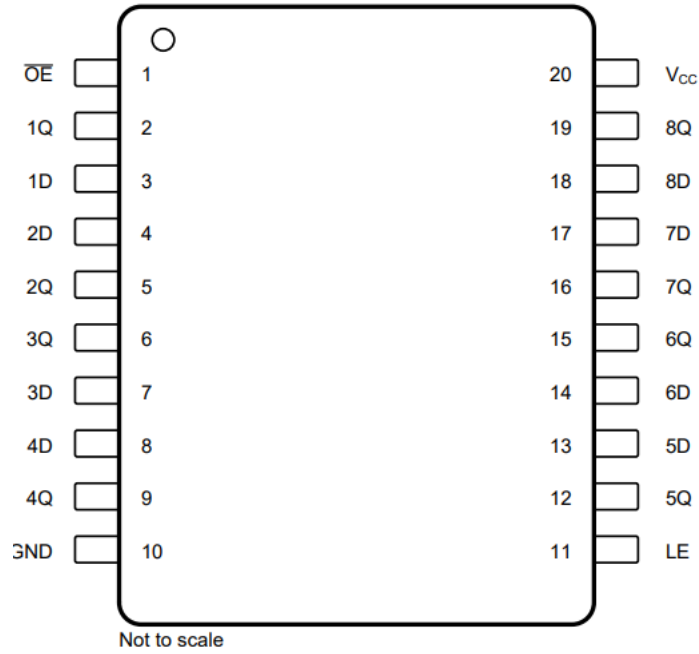 O̅E̅ 1 20 VCC
1Q 2 19 8Q
1D 3 18 8D
2D 4 17 7D
2Q 5 16 7Q
3Q 6 15 6Q
3D 7 14 6D
4D 8 13 5D
4Q 9 12 5Q
GND 10 11 LE
Not to scale